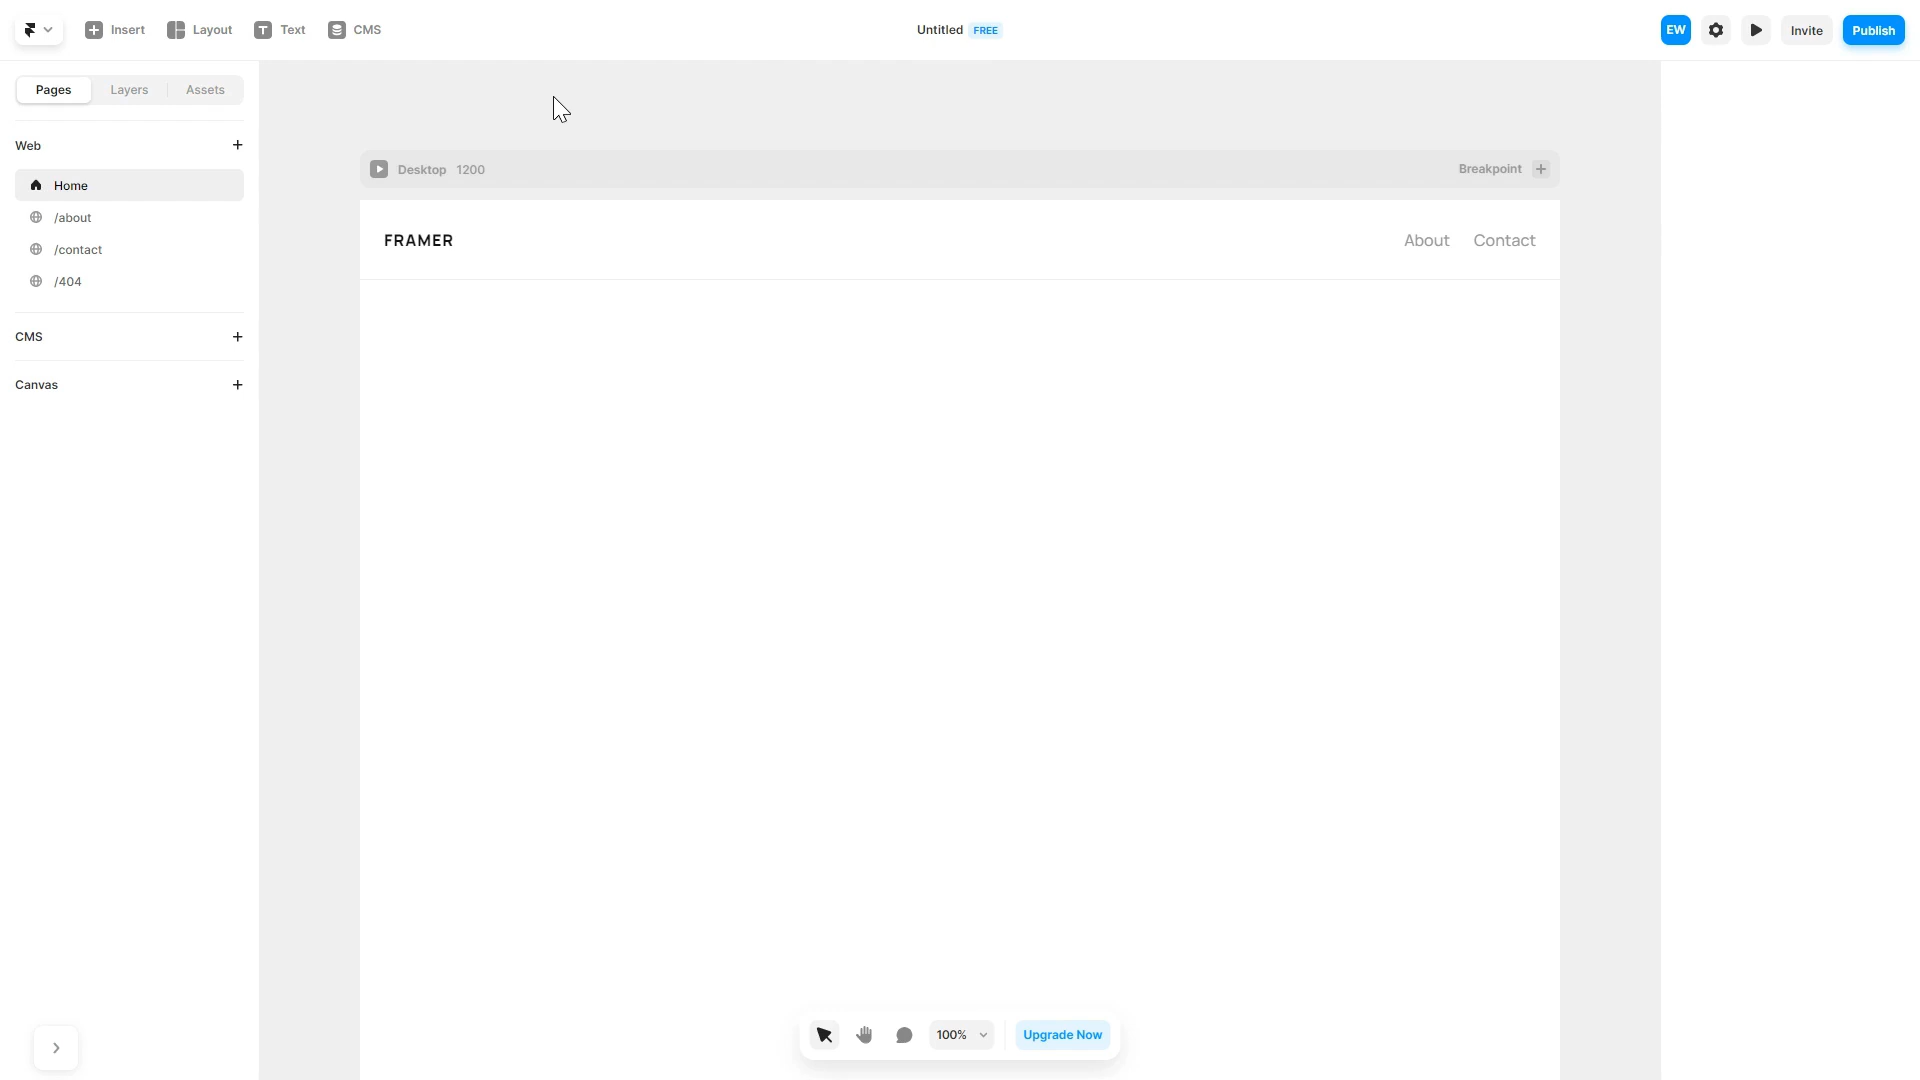 Insert Layout Text CMS Untitled FREE EW Invite Publish
Pages Layers Assets
Web
Home
/about
/contact
/404
CMS
Canvas
Desktop 1200 Breakpoint
FRAMER About Contact
100% Upgrade Now